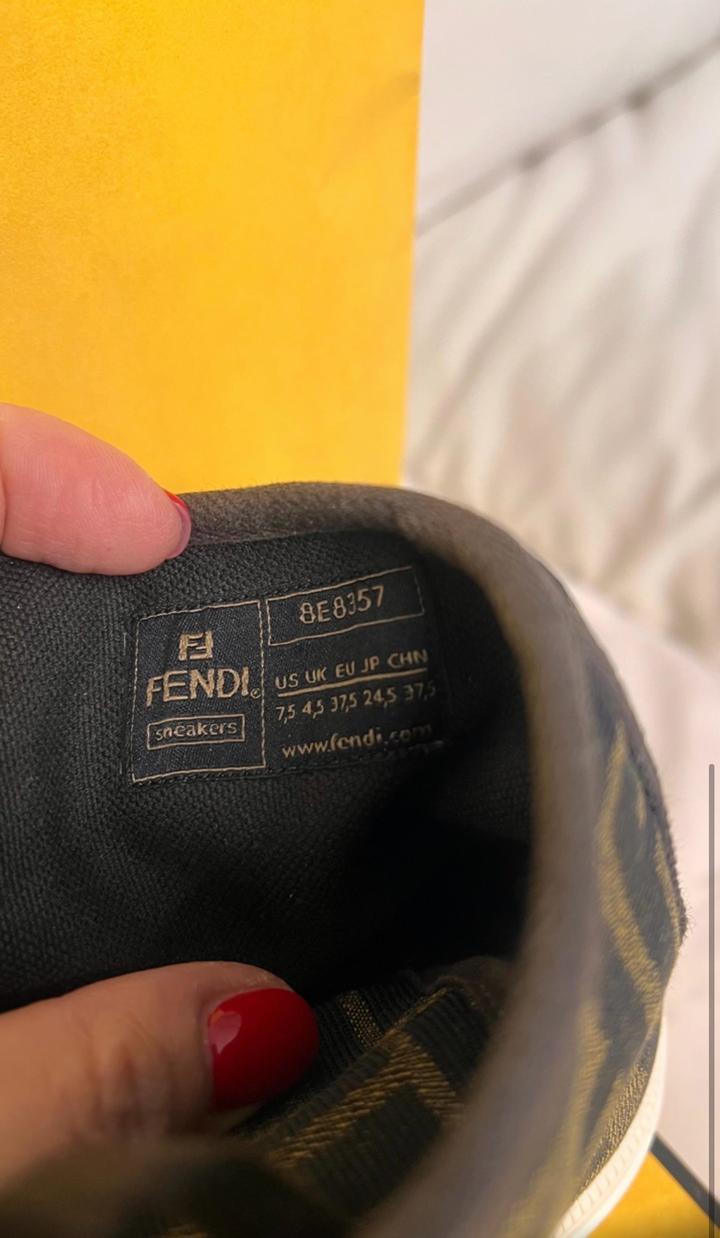 FENDI®
sneakers
8E8357
US UK EU JP CHN
7,5 4,5 37,5 24,5 37,5
www.fendi.com